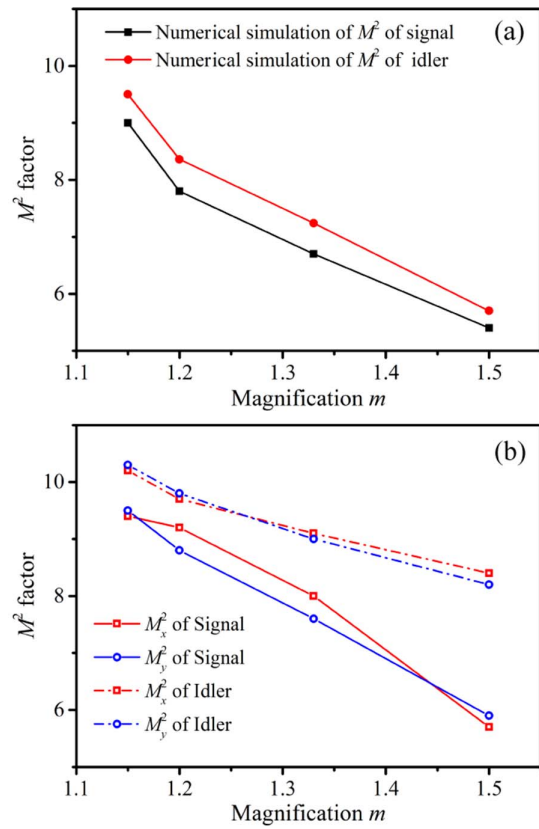 (a)
Numerical simulation of M² of signal
Numerical simulation of M² of idler
M² factor
10
8
6
1.1 1.2 1.3 1.4 1.5
Magnification m
(b)
M² factor
10
8
6
M²ₓ of Signal
M²ᵧ of Signal
M²ₓ of Idler
M²ᵧ of Idler
1.1 1.2 1.3 1.4 1.5
Magnification m